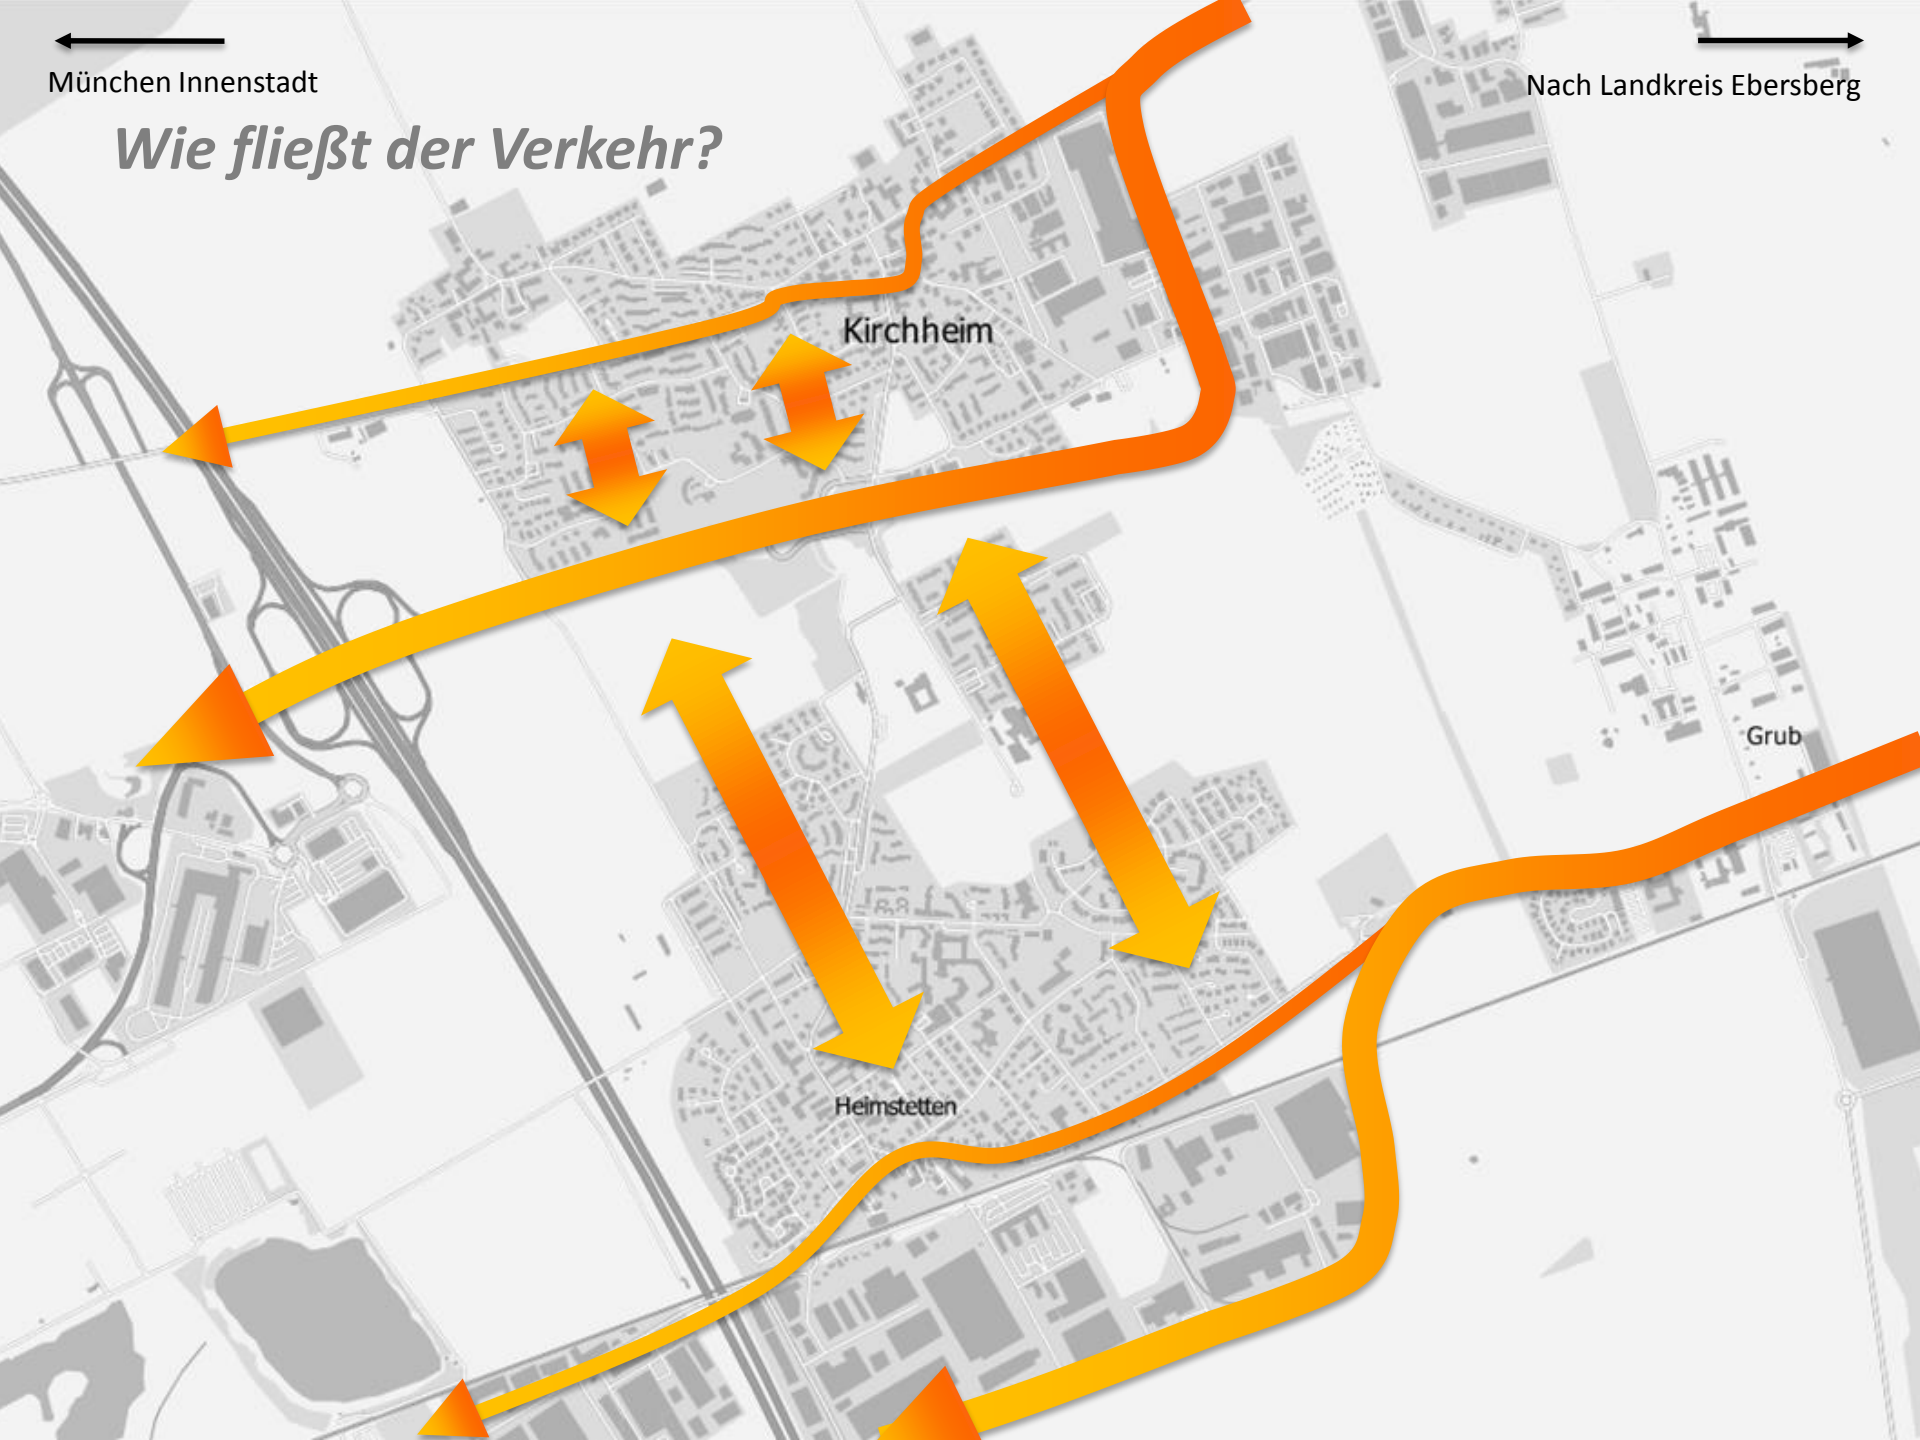 München Innenstadt
Nach Landkreis Ebersberg
Wie fließt der Verkehr?
Kirchheim
Grub
Heimstetten